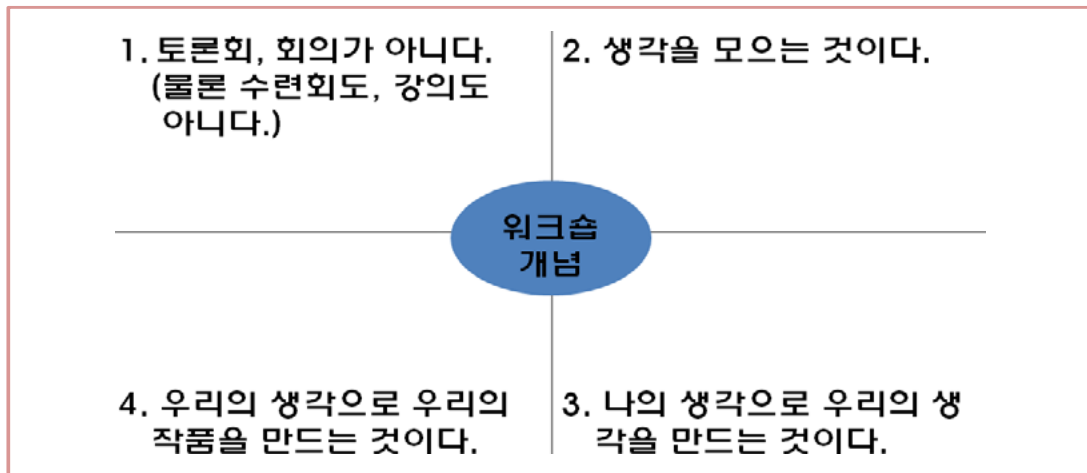 1. 토론회, 회의가 아니다.
(물론 수련회도, 강의도
아니다.)
2. 생각을 모으는 것이다.
워크숍
개념
4. 우리의 생각으로 우리의
작품을 만드는 것이다.
3. 나의 생각으로 우리의 생
각을 만드는 것이다.